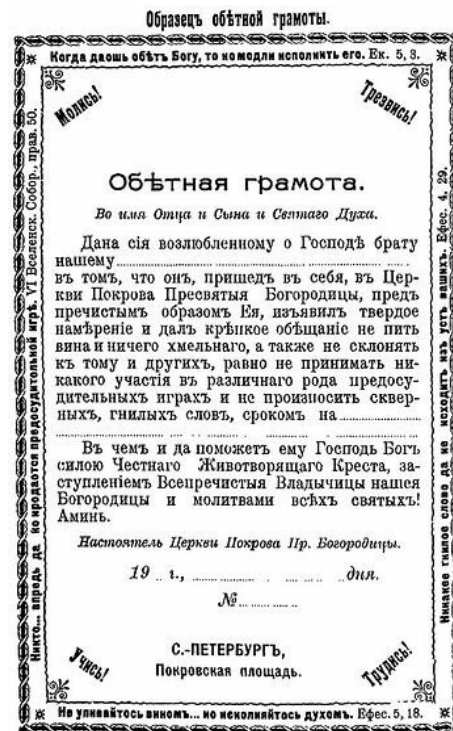 Образецъ обѣтной грамоты.
Когда даешь обѣтъ Богу, то не медли исполнить его. Ек. 5, 3.
Молись!
Трезвись!
Никто... впредь да не предается предосудительной игрѣ. VI Вселенск. Собор., прав. 50.
Никакое гнилое слово да не исходитъ изъ устъ вашихъ. Ефес. 4, 29.
Обѣтная грамота.
Во имя Отца и Сына и Святаго Духа.
Дана сія возлюбленному о Господѣ брату
нашему
въ томъ, что онъ, пришедъ въ себя, въ Цер-
кви Покрова Пресвятыя Богородицы, предъ
пречистымъ образомъ Ея, изъявилъ твердое
намѣреніе и далъ крѣпкое обѣщаніе не пить
вина и ничего хмельнаго, а также не склонять
къ тому и другихъ, равно не принимать ни-
какого участія въ различнаго рода предосу-
дительныхъ играхъ и не произносить сквер-
ныхъ, гнилыхъ словъ, срокомъ на
Въ чемъ и да поможетъ ему Господь Богъ
силою Честнаго Животворящаго Креста, за-
ступленіемъ Всепречистыя Владычицы нашея
Богородицы и молитвами всѣхъ святыхъ!
Аминь.
Настоятель Церкви Покрова Пр. Богородицы.
19 г., дня.
№
Учись!
Трудись!
С.-ПЕТЕРБУРГЪ,
Покровская площадь.
Не упивайтесь виномъ... но исполняйтесь духомъ. Ефес. 5, 18.